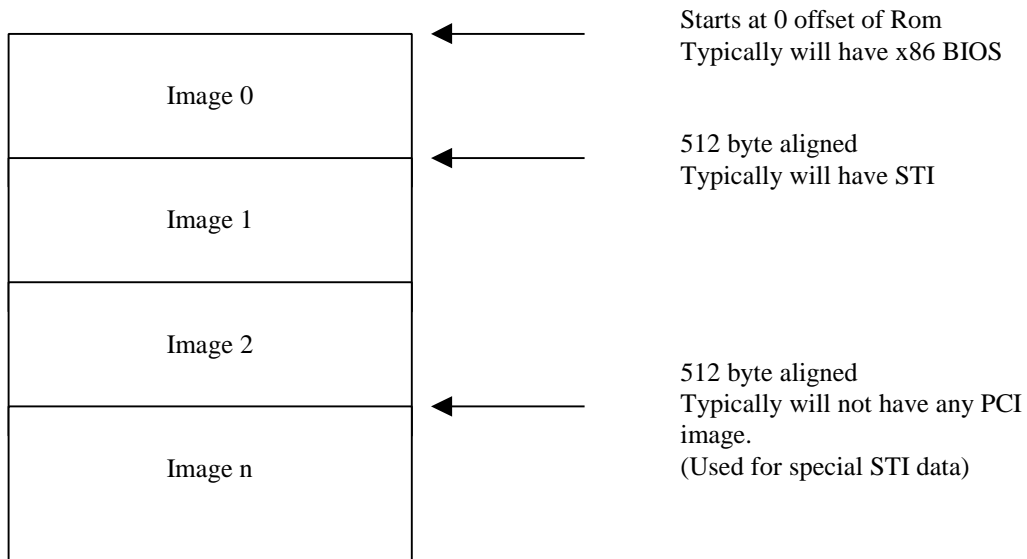 Starts at 0 offset of Rom
Typically will have x86 BIOS
Image 0
512 byte aligned
Typically will have STI
Image 1
Image 2
512 byte aligned
Typically will not have any PCI
image.
(Used for special STI data)
Image n